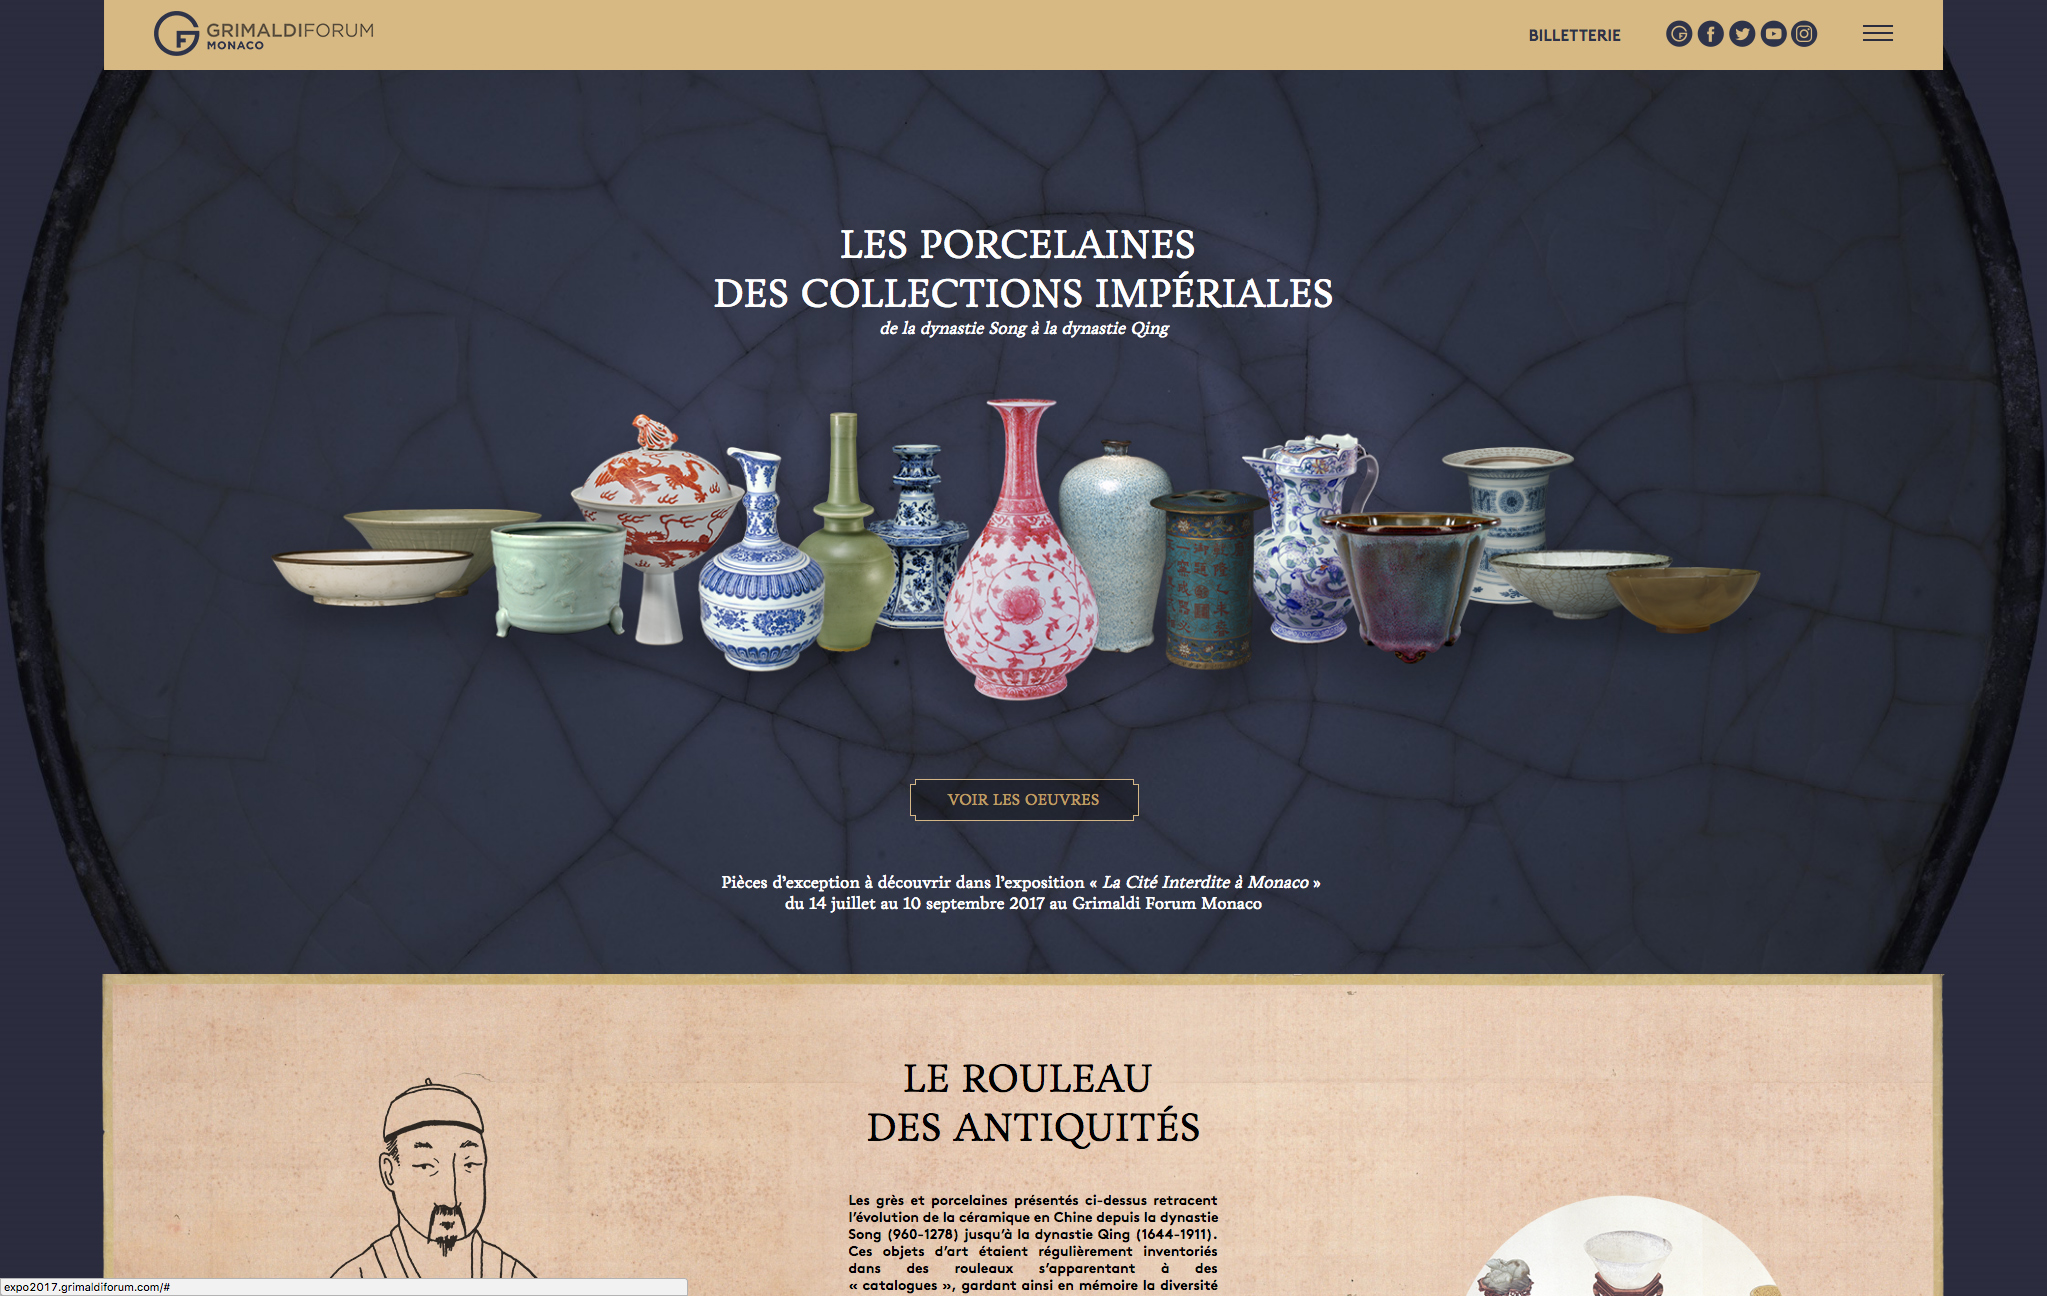 GRIMALDIFORUM
MONACO
BILLETTERIE
LES PORCELAINES
DES COLLECTIONS IMPÉRIALES
de la dynastie Song à la dynastie Qing
VOIR LES OEUVRES
Pièces d’exception à découvrir dans l’exposition « La Cité Interdite à Monaco »
du 14 juillet au 10 septembre 2017 au Grimaldi Forum Monaco
LE ROULEAU
DES ANTIQUITÉS
Les grès et porcelaines présentés ci-dessus retracent
l’évolution de la céramique en Chine depuis la dynastie
Song (960-1278) jusqu’à la dynastie Qing (1644-1911).
Ces objets d’art étaient régulièrement inventoriés
dans des rouleaux s’apparentant à des
« catalogues », gardant ainsi en mémoire la diversité
expo2017.grimaldiforum.com/#